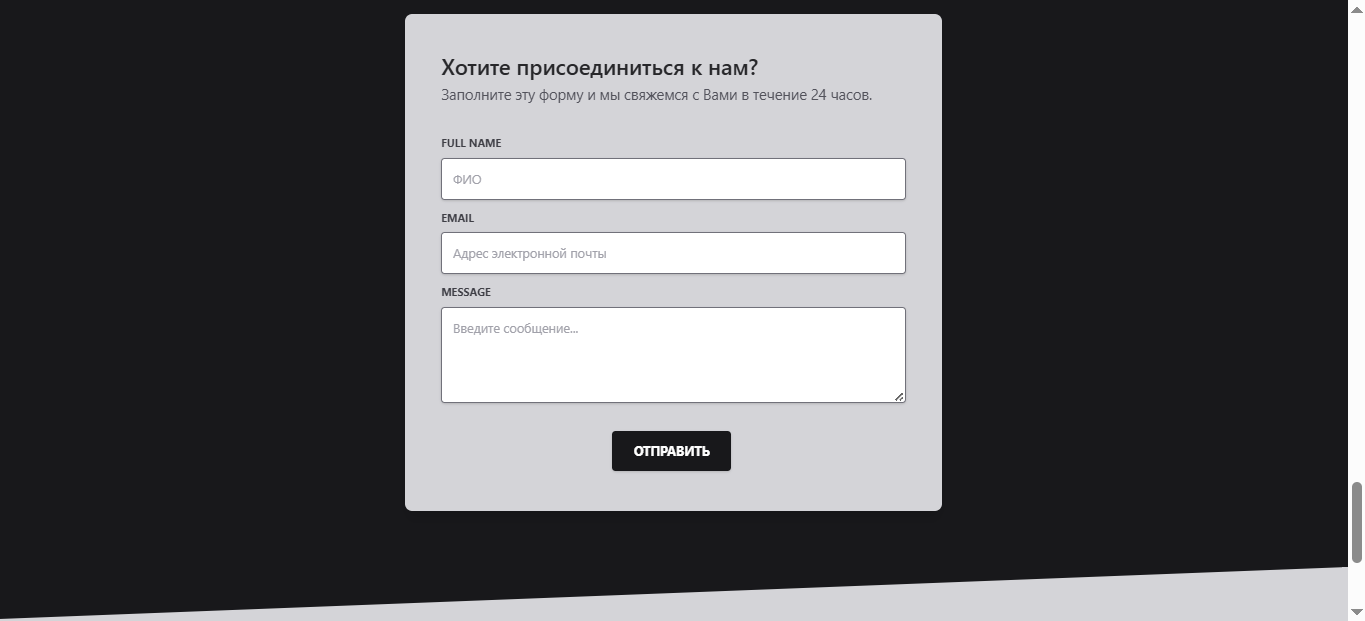 Хотите присоединиться к нам?
Заполните эту форму и мы свяжемся с Вами в течение 24 часов.
FULL NAME
ФИО
EMAIL
Адрес электронной почты
MESSAGE
Введите сообщение...
ОТПРАВИТЬ